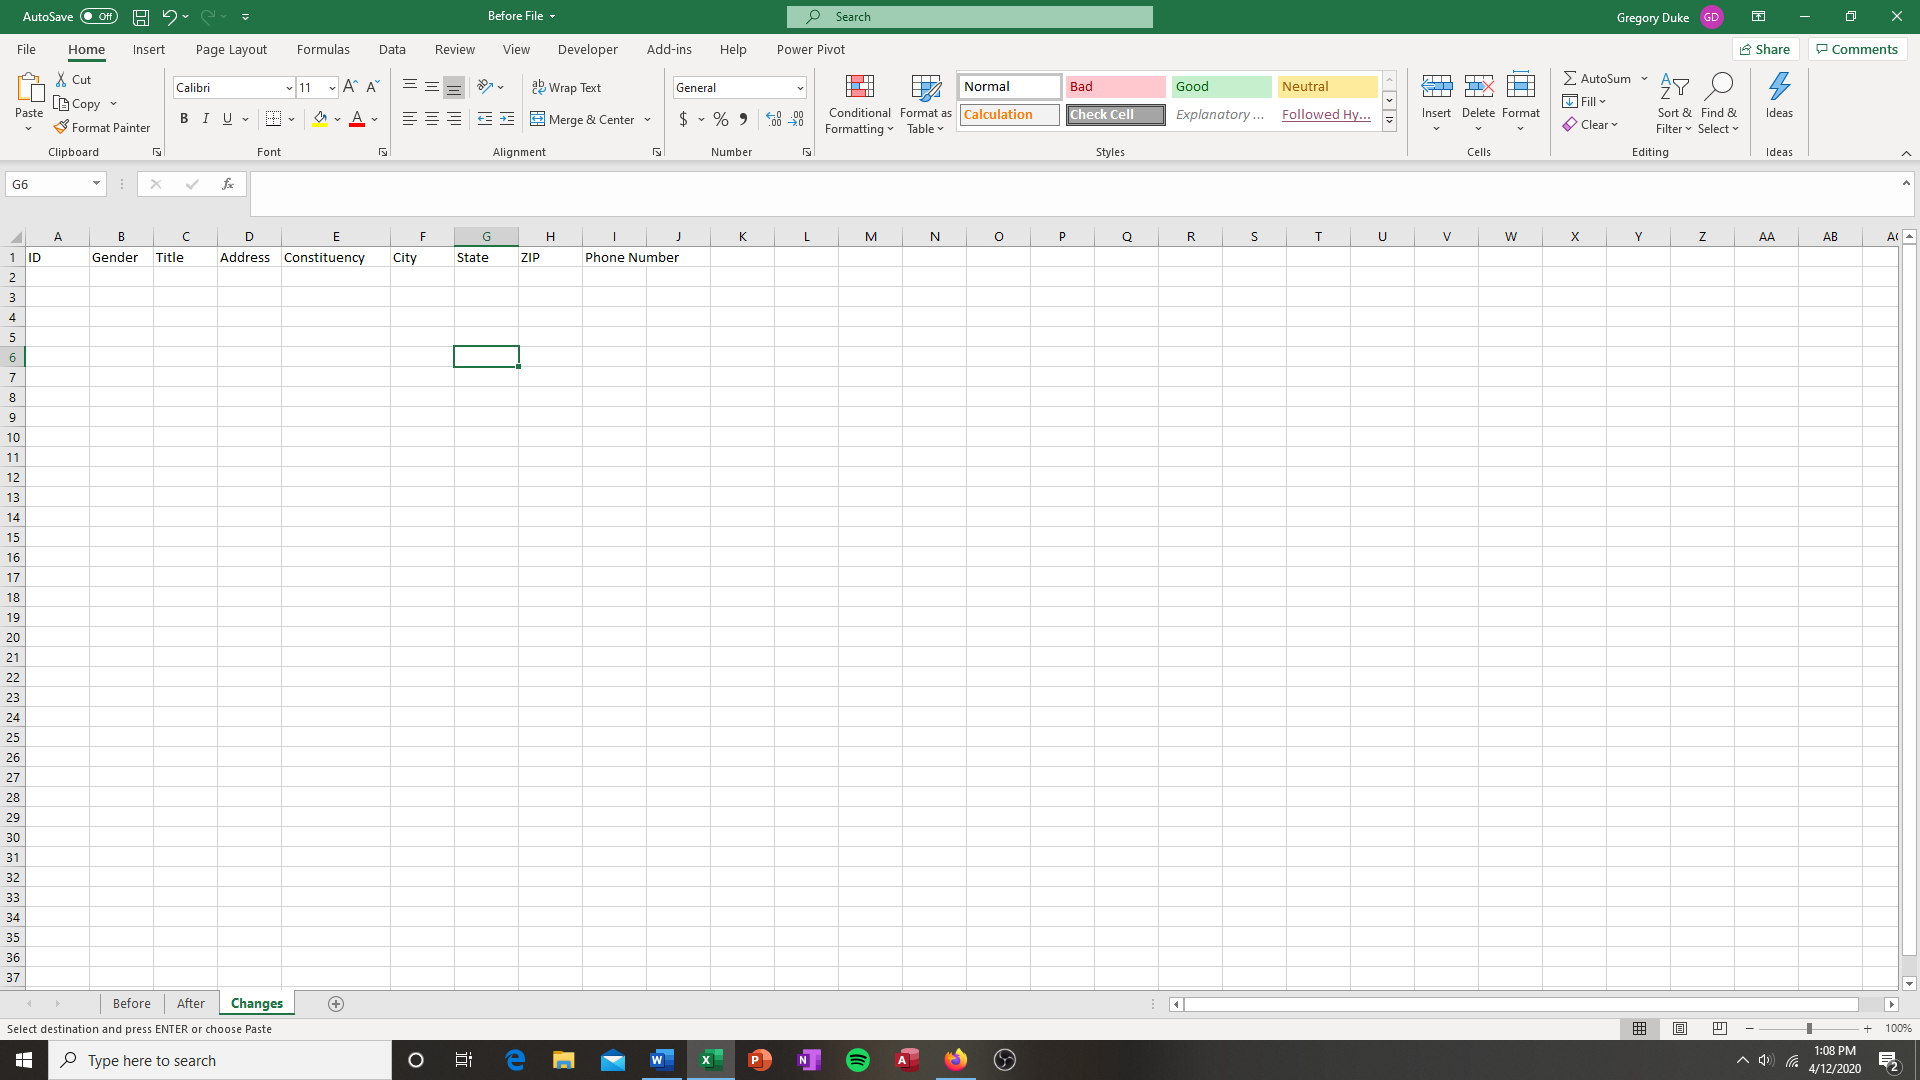 AutoSave Off Before File Search Gregory Duke GD
File Home Insert Page Layout Formulas Data Review View Developer Add-ins Help Power Pivot Share Comments
Paste
Cut
Copy
Format Painter
Clipboard
Calibri 11
B I U
Font
Wrap Text
Merge & Center
Alignment
General
$ % 9
Number
Conditional
Formatting
Format as
Table
Normal Bad Good Neutral
Calculation Check Cell Explanatory ... Followed Hy...
Styles
Insert Delete Format
Cells
AutoSum
Fill
Clear
Sort &
Filter
Find &
Select
Editing
Ideas
Ideas
G6 fx
A B C D E F G H I J K L M N O P Q R S T U V W X Y Z AA AB AC
1 ID Gender Title Address Constituency City State ZIP Phone Number
2
3
4
5
6
7
8
9
10
11
12
13
14
15
16
17
18
19
20
21
22
23
24
25
26
27
28
29
30
31
32
33
34
35
36
37
Before After Changes
Select destination and press ENTER or choose Paste 100%
Type here to search
1:08 PM
4/12/2020
2